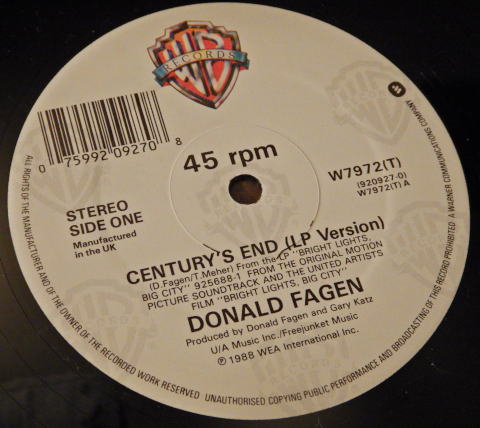 WB
RECORDS
0 75992 09270 8
45 rpm
W7972(T)
(920927-0)
W7972(T) A
STEREO
SIDE ONE
Manufactured
in the UK
CENTURY'S END (LP Version)
(D.Fagen/T.Meher) From the LP "BRIGHT LIGHTS,
BIG CITY" 925688-1 FROM THE ORIGINAL MOTION
PICTURE SOUNDTRACK AND THE UNITED ARTISTS
FILM "BRIGHT LIGHTS, BIG CITY"
DONALD FAGEN
Produced by Donald Fagen and Gary Katz
U/A Music Inc./Freejunket Music
℗ 1988 WEA International Inc.
ALL RIGHTS OF THE MANUFACTURER AND OF THE OWNER OF THE RECORDED WORK RESERVED UNAUTHORISED COPYING PUBLIC PERFORMANCE AND BROADCASTING OF THIS RECORD PROHIBITED A WARNER COMMUNICATIONS COMPANY